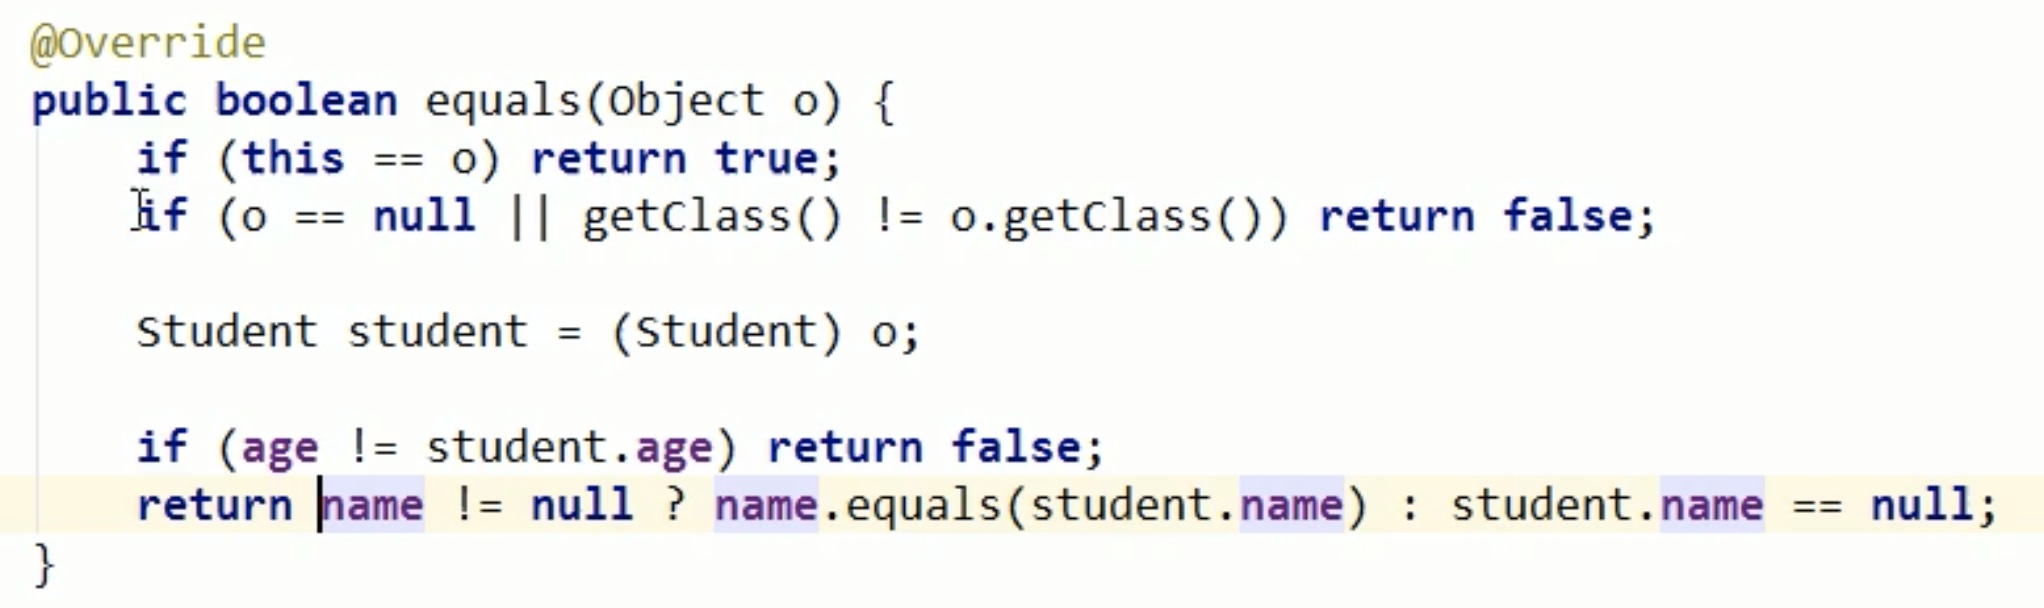 @Override
public boolean equals(Object o) {
if (this == o) return true;
if (o == null || getClass() != o.getClass()) return false;
Student student = (Student) o;
if (age != student.age) return false;
return name != null ? name.equals(student.name) : student.name == null;
}